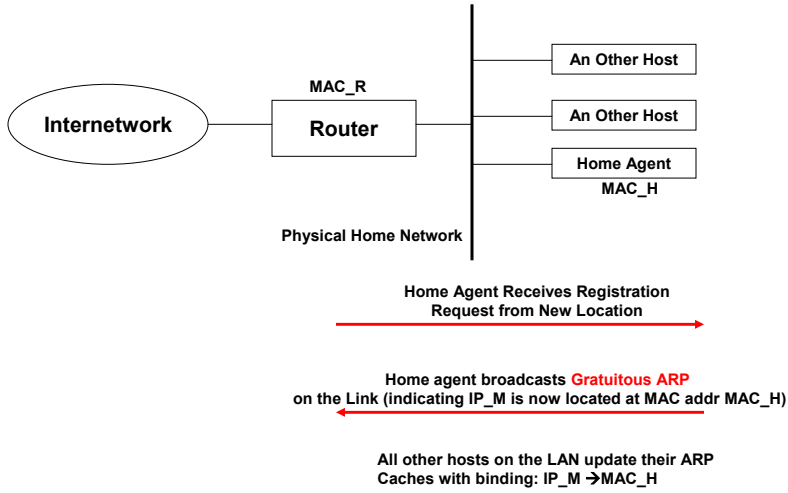 An Other Host
MAC_R
Internetwork
Router
An Other Host
Home Agent
MAC_H
Physical Home Network
Home Agent Receives Registration
Request from New Location
Home agent broadcasts Gratuitous ARP
on the Link (indicating IP_M is now located at MAC addr MAC_H)
All other hosts on the LAN update their ARP
Caches with binding: IP_M →MAC_H